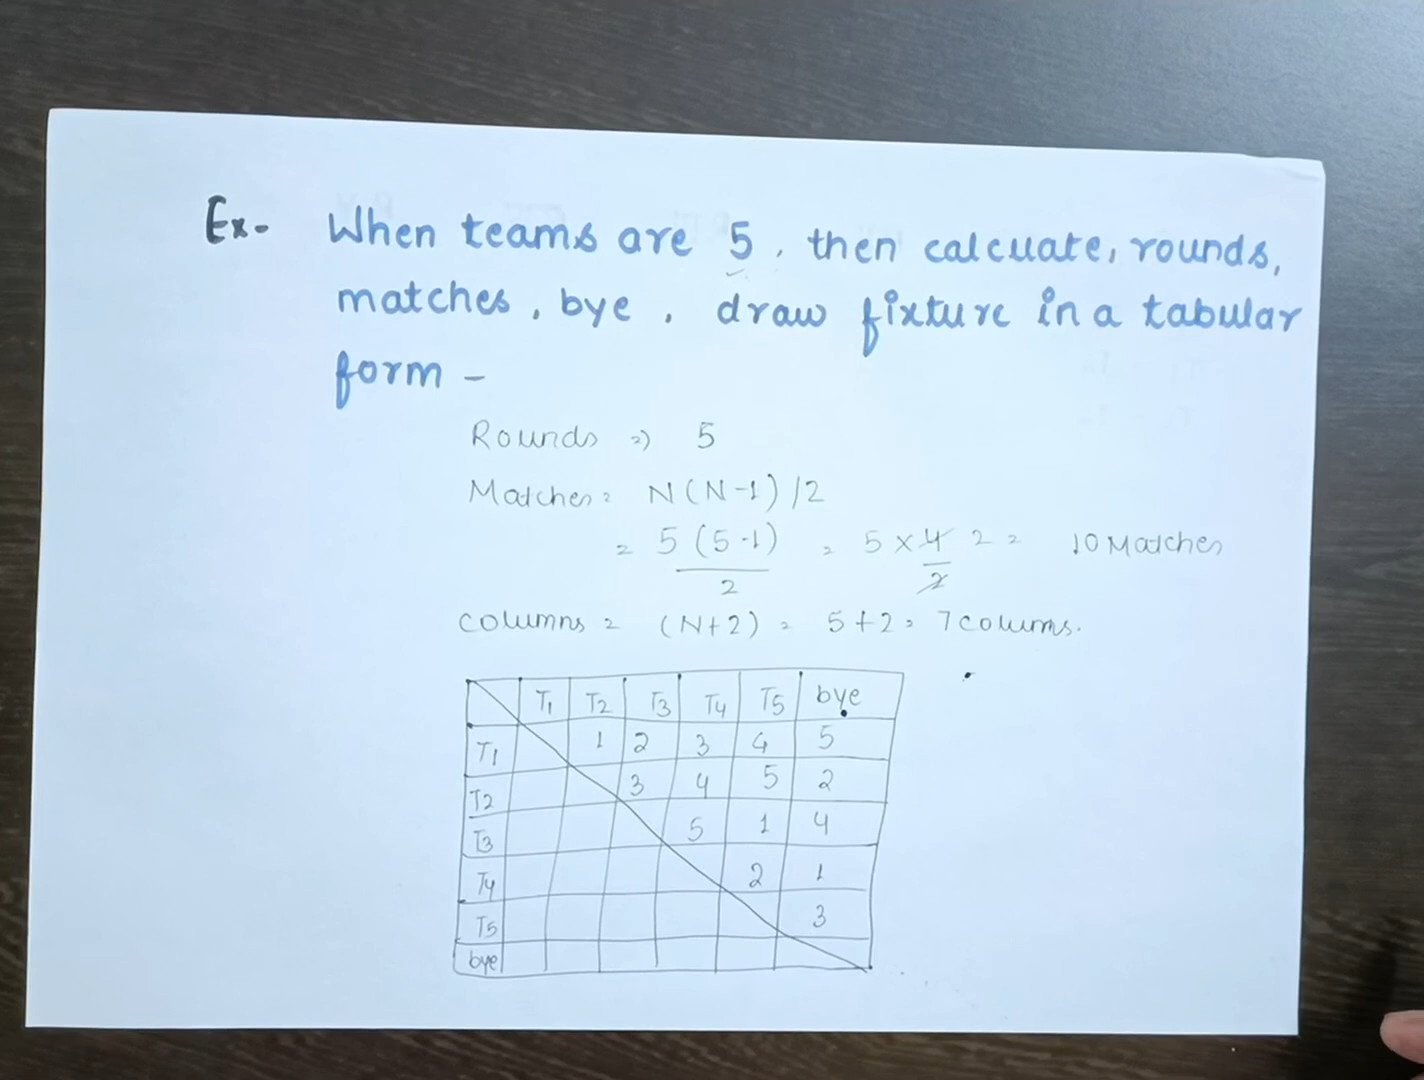 Ex- When teams are 5, then calcuate, rounds,
matches, bye, draw fixture in a tabular
form -
Rounds => 5
Matches = N(N-1)/2
= 5(5-1)/2 = 5×4/2 2 = 10 Matches
columns = (N+2) = 5+2 = 7 colums.
T1 T2 T3 T4 T5 bye
T1 1 2 3 4 5
T2 3 4 5 2
T3 5 1 4
T4 2 1
T5 3
bye